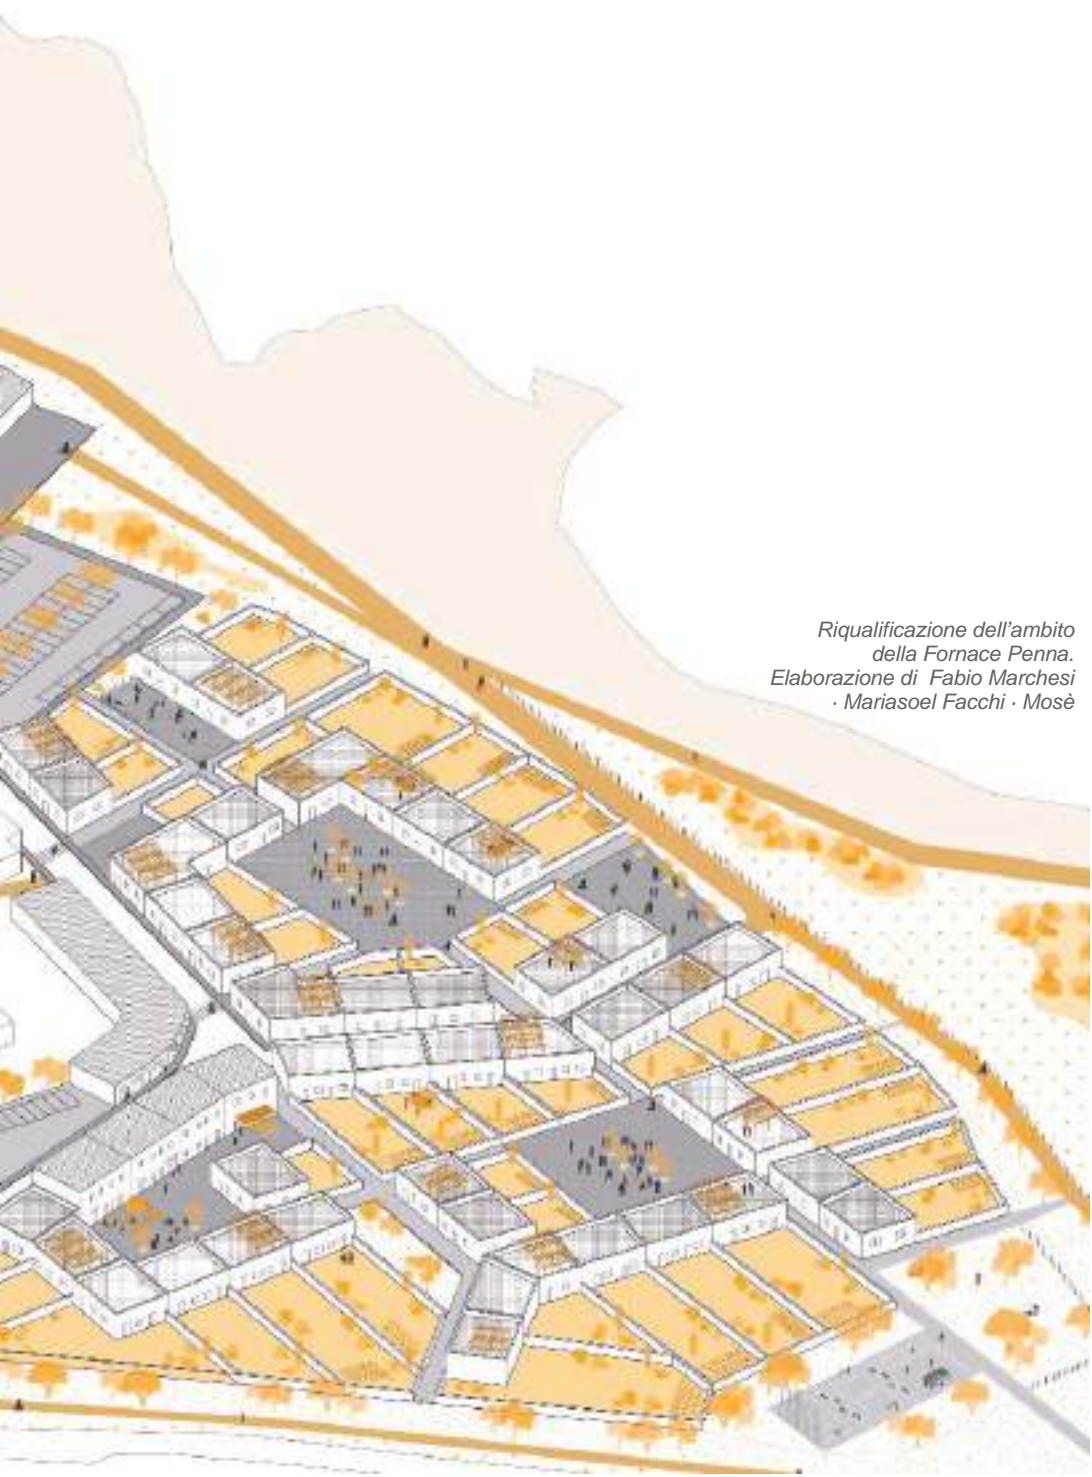 Riqualificazione dell'ambito
della Fornace Penna.
Elaborazione di Fabio Marchesi
· Mariasoel Facchi · Mosè